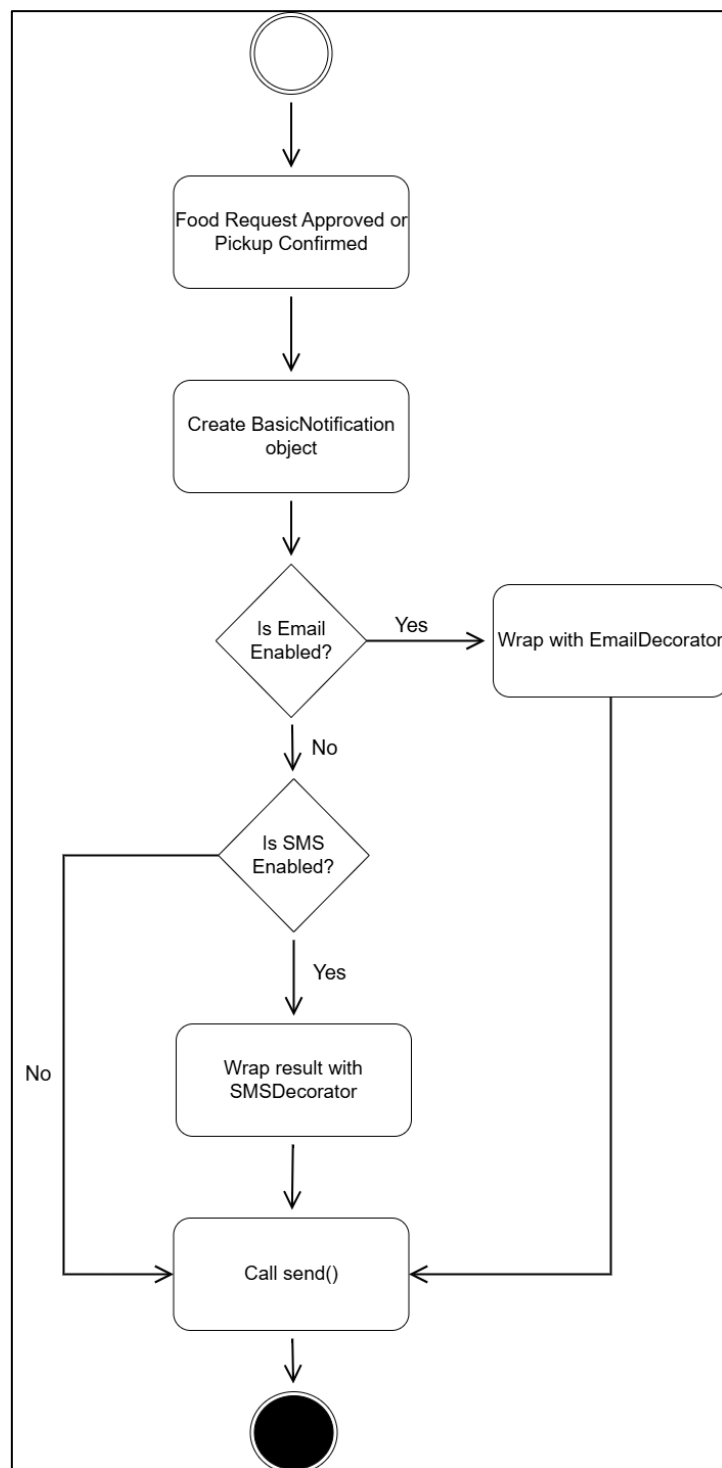 Food Request Approved or
Pickup Confirmed
Create BasicNotification
object
Is Email
Enabled?
Yes
Wrap with EmailDecorator
No
Is SMS
Enabled?
Yes
No
Wrap result with
SMSDecorator
Call send()